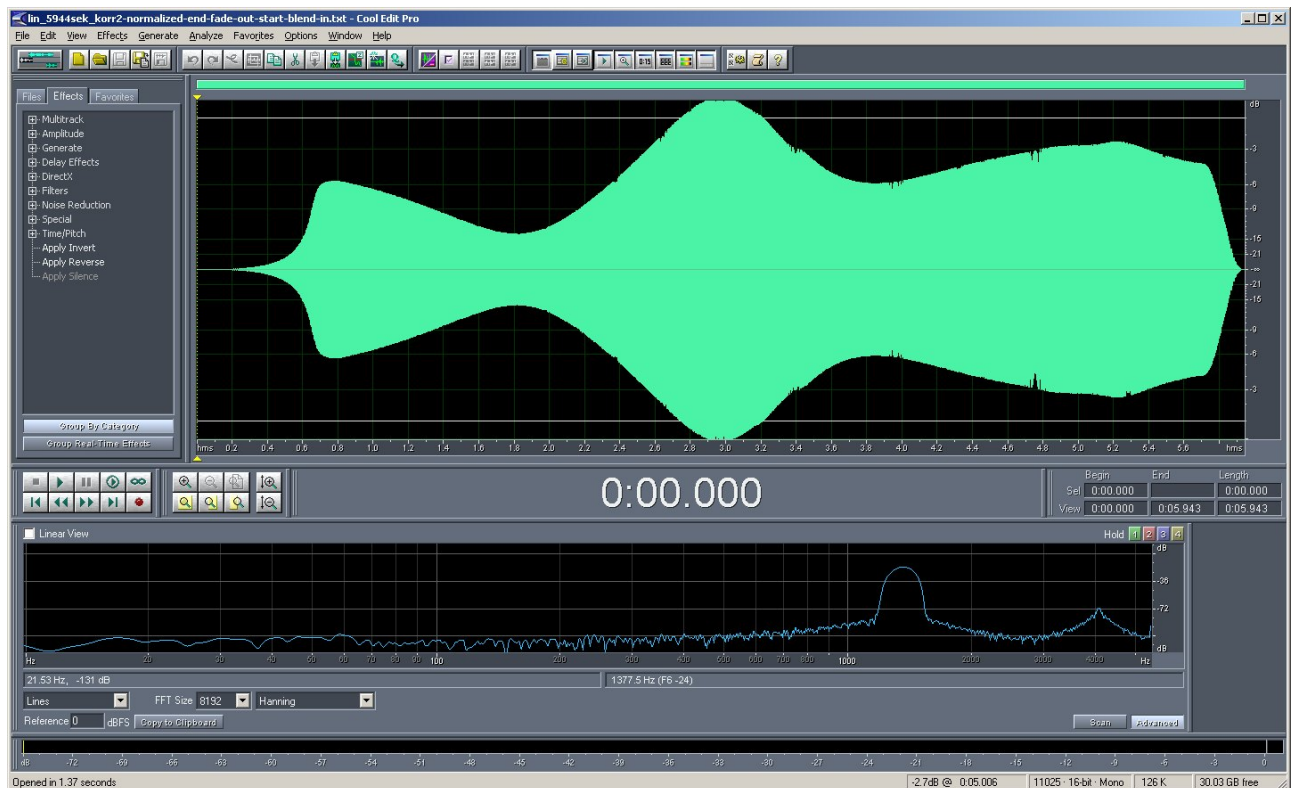 lin_5944sek_korr2-normalized-end-fade-out-start-blend-in.txt - Cool Edit Pro
File Edit View Effects Generate Analyze Favorites Options Window Help
Files Effects Favorites
Multitrack
Amplitude
Generate
Delay Effects
DirectX
Filters
Noise Reduction
Special
Time/Pitch
Apply Invert
Apply Reverse
Apply Silence
Group By Category
Group Real-Time Effects
dB
-3
-6
-9
-15
-21
-∞
-21
-15
-9
-6
-3
hms 0.2 0.4 0.6 0.8 1.0 1.2 1.4 1.6 1.8 2.0 2.2 2.4 2.6 2.8 3.0 3.2 3.4 3.6 3.8 4.0 4.2 4.4 4.6 4.8 5.0 5.2 5.4 5.6 hms
0:00.000
Begin End Length
Sel 0:00.000 0:00.000
View 0:00.000 0:05.943 0:05.943
Linear View
Hold 1 2 3 4
dB
-36
-72
dB
Hz 20 30 40 50 60 70 80 90 100 200 300 400 500 600 700 800 1000 2000 3000 4000 Hz
21.53 Hz, -131 dB
1377.5 Hz (F6 -24)
Lines FFT Size 8192 Hanning
Reference 0 dBFS Copy to Clipboard Scan Advanced
dB -72 -69 -66 -63 -60 -57 -54 -51 -48 -45 -42 -39 -36 -33 -30 -27 -24 -21 -18 -15 -12 -9 -6 -3 0
Opened in 1.37 seconds
-2.7dB @ 0:05.006 11025 · 16-bit · Mono 126 K 30.03 GB free